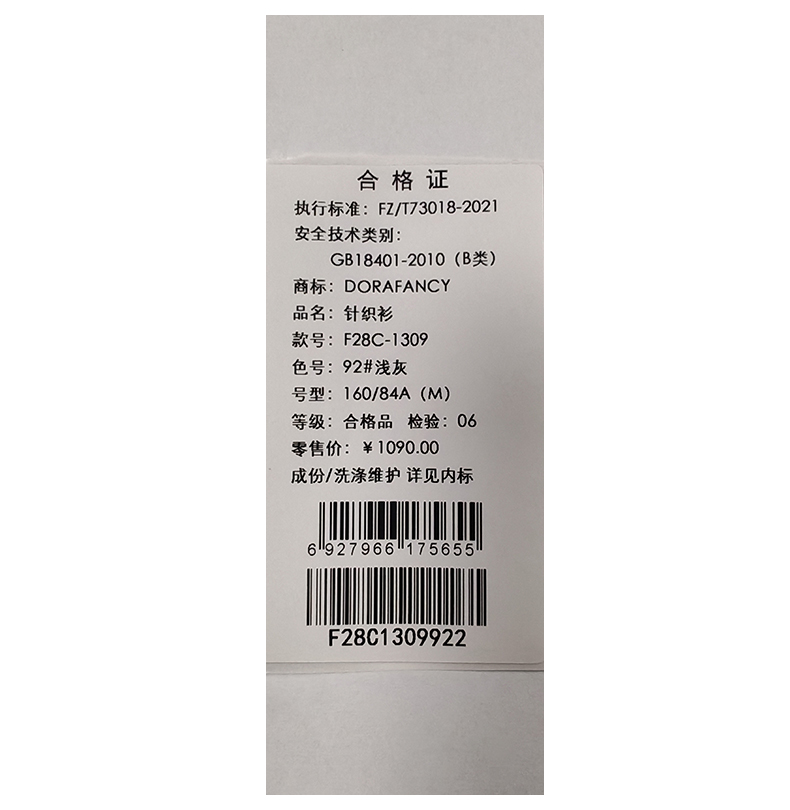 合格证
执行标准：FZ/T73018-2021
安全技术类别：
GB18401-2010（B类）
商标：DORAFANCY
品名：针织衫
款号：F28C-1309
色号：92#浅灰
号型：160/84A（M）
等级：合格品 检验：06
零售价：￥1090.00
成份/洗涤维护 详见内标
6 927966 175655
F28C1309922